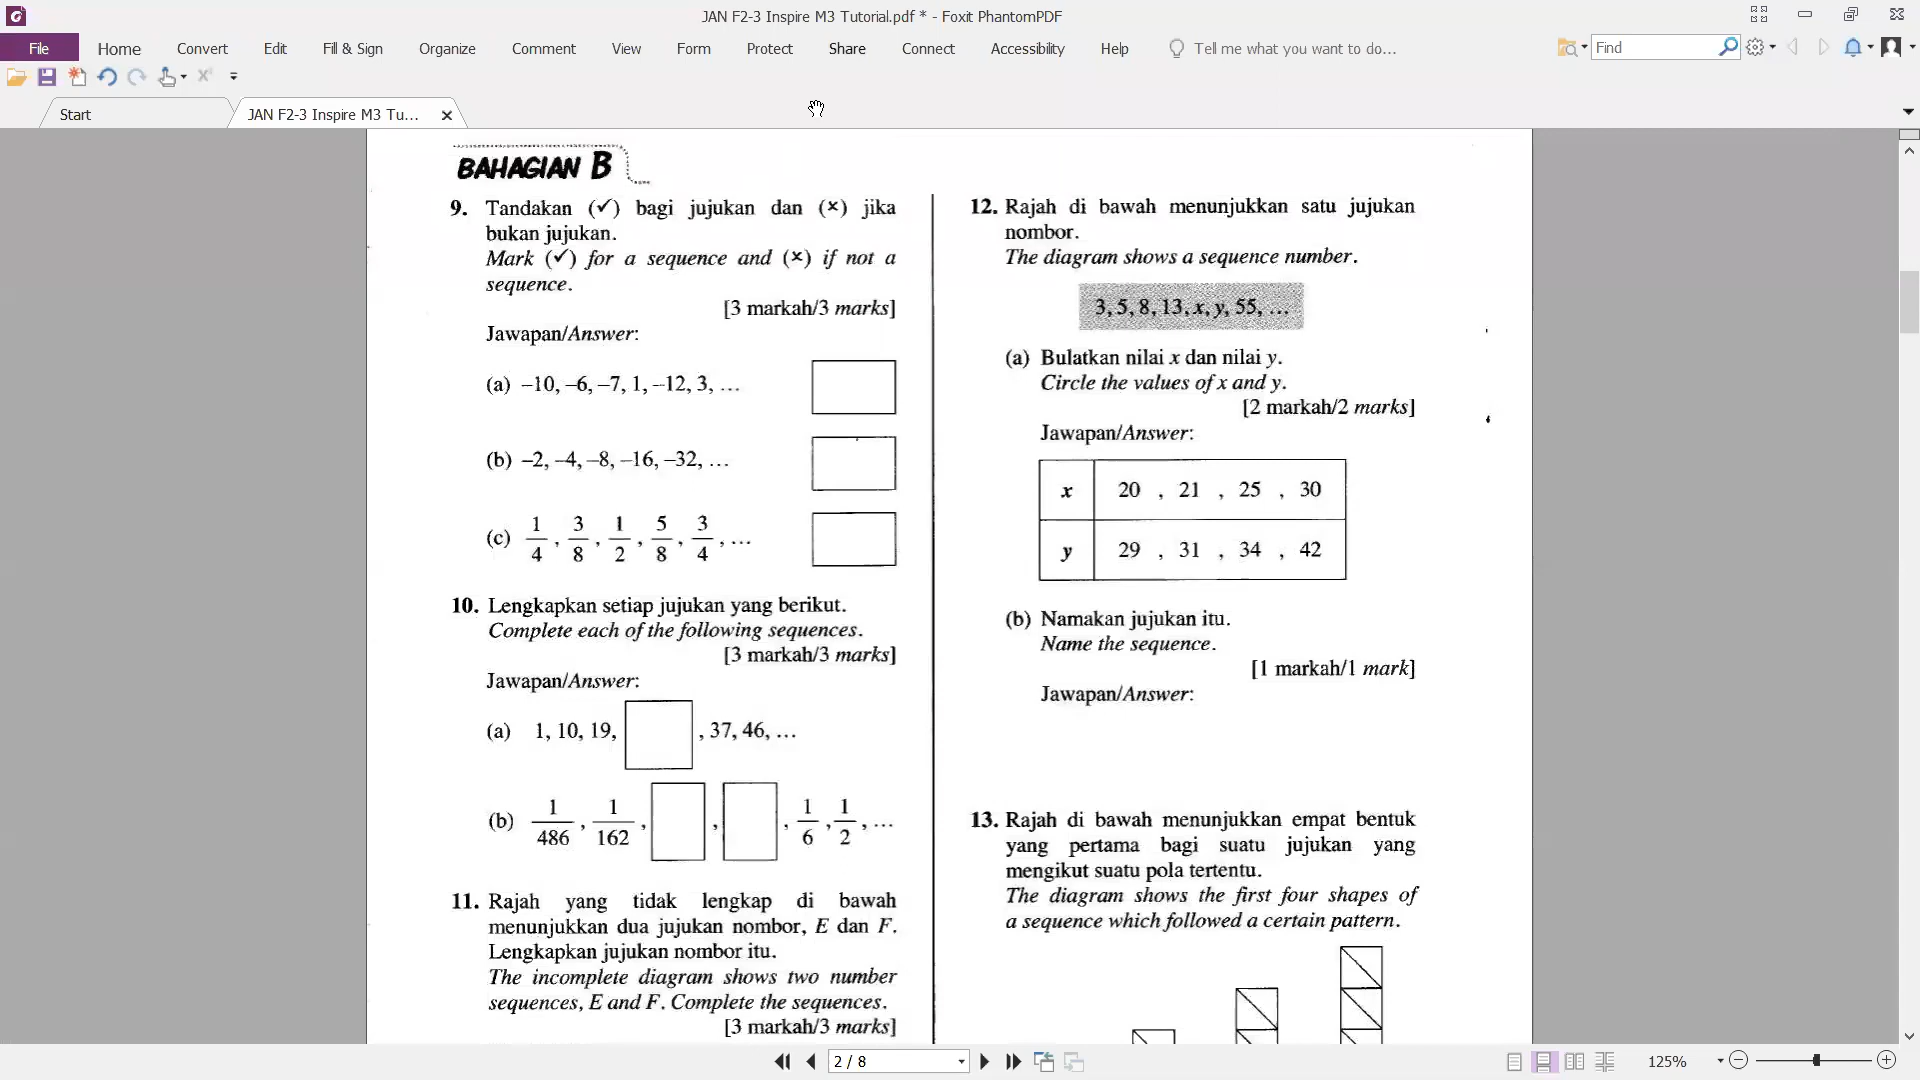 JAN F2-3 Inspire M3 Tutorial.pdf * - Foxit PhantomPDF
File Home Convert Edit Fill & Sign Organize Comment View Form Protect Share Connect Accessibility Help Tell me what you want to do... Find
Start JAN F2-3 Inspire M3 Tu...
BAHAGIAN B
9. Tandakan (✓) bagi jujukan dan (×) jika
bukan jujukan.
Mark (✓) for a sequence and (×) if not a
sequence.
[3 markah/3 marks]
Jawapan/Answer:
(a) –10, –6, –7, 1, –12, 3, …
(b) –2, –4, –8, –16, –32, …
(c) 1/4, 3/8, 1/2, 5/8, 3/4, …
10. Lengkapkan setiap jujukan yang berikut.
Complete each of the following sequences.
[3 markah/3 marks]
Jawapan/Answer:
(a) 1, 10, 19, , 37, 46, …
(b) 1/486, 1/162, , , 1/6, 1/2, …
11. Rajah yang tidak lengkap di bawah
menunjukkan dua jujukan nombor, E dan F.
Lengkapkan jujukan nombor itu.
The incomplete diagram shows two number
sequences, E and F. Complete the sequences.
[3 markah/3 marks]
12. Rajah di bawah menunjukkan satu jujukan
nombor.
The diagram shows a sequence number.
3, 5, 8, 13, x, y, 55, …
(a) Bulatkan nilai x dan nilai y.
Circle the values of x and y.
[2 markah/2 marks]
Jawapan/Answer:
x 20 , 21 , 25 , 30
y 29 , 31 , 34 , 42
(b) Namakan jujukan itu.
Name the sequence.
[1 markah/1 mark]
Jawapan/Answer:
13. Rajah di bawah menunjukkan empat bentuk
yang pertama bagi suatu jujukan yang
mengikut suatu pola tertentu.
The diagram shows the first four shapes of
a sequence which followed a certain pattern.
2 / 8
125%